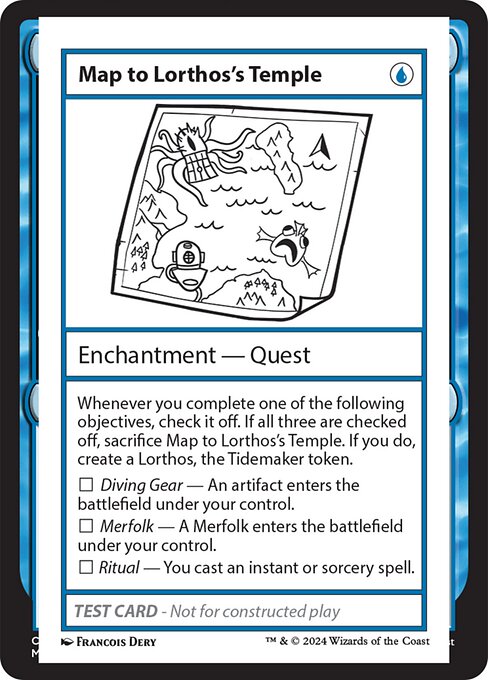 Map to Lorthos's Temple
Enchantment — Quest
Whenever you complete one of the following
objectives, check it off. If all three are checked
off, sacrifice Map to Lorthos's Temple. If you do,
create a Lorthos, the Tidemaker token.
☐ Diving Gear — An artifact enters the
battlefield under your control.
☐ Merfolk — A Merfolk enters the battlefield
under your control.
☐ Ritual — You cast an instant or sorcery spell.
TEST CARD - Not for constructed play
Francois Dery ™ & © 2024 Wizards of the Coast